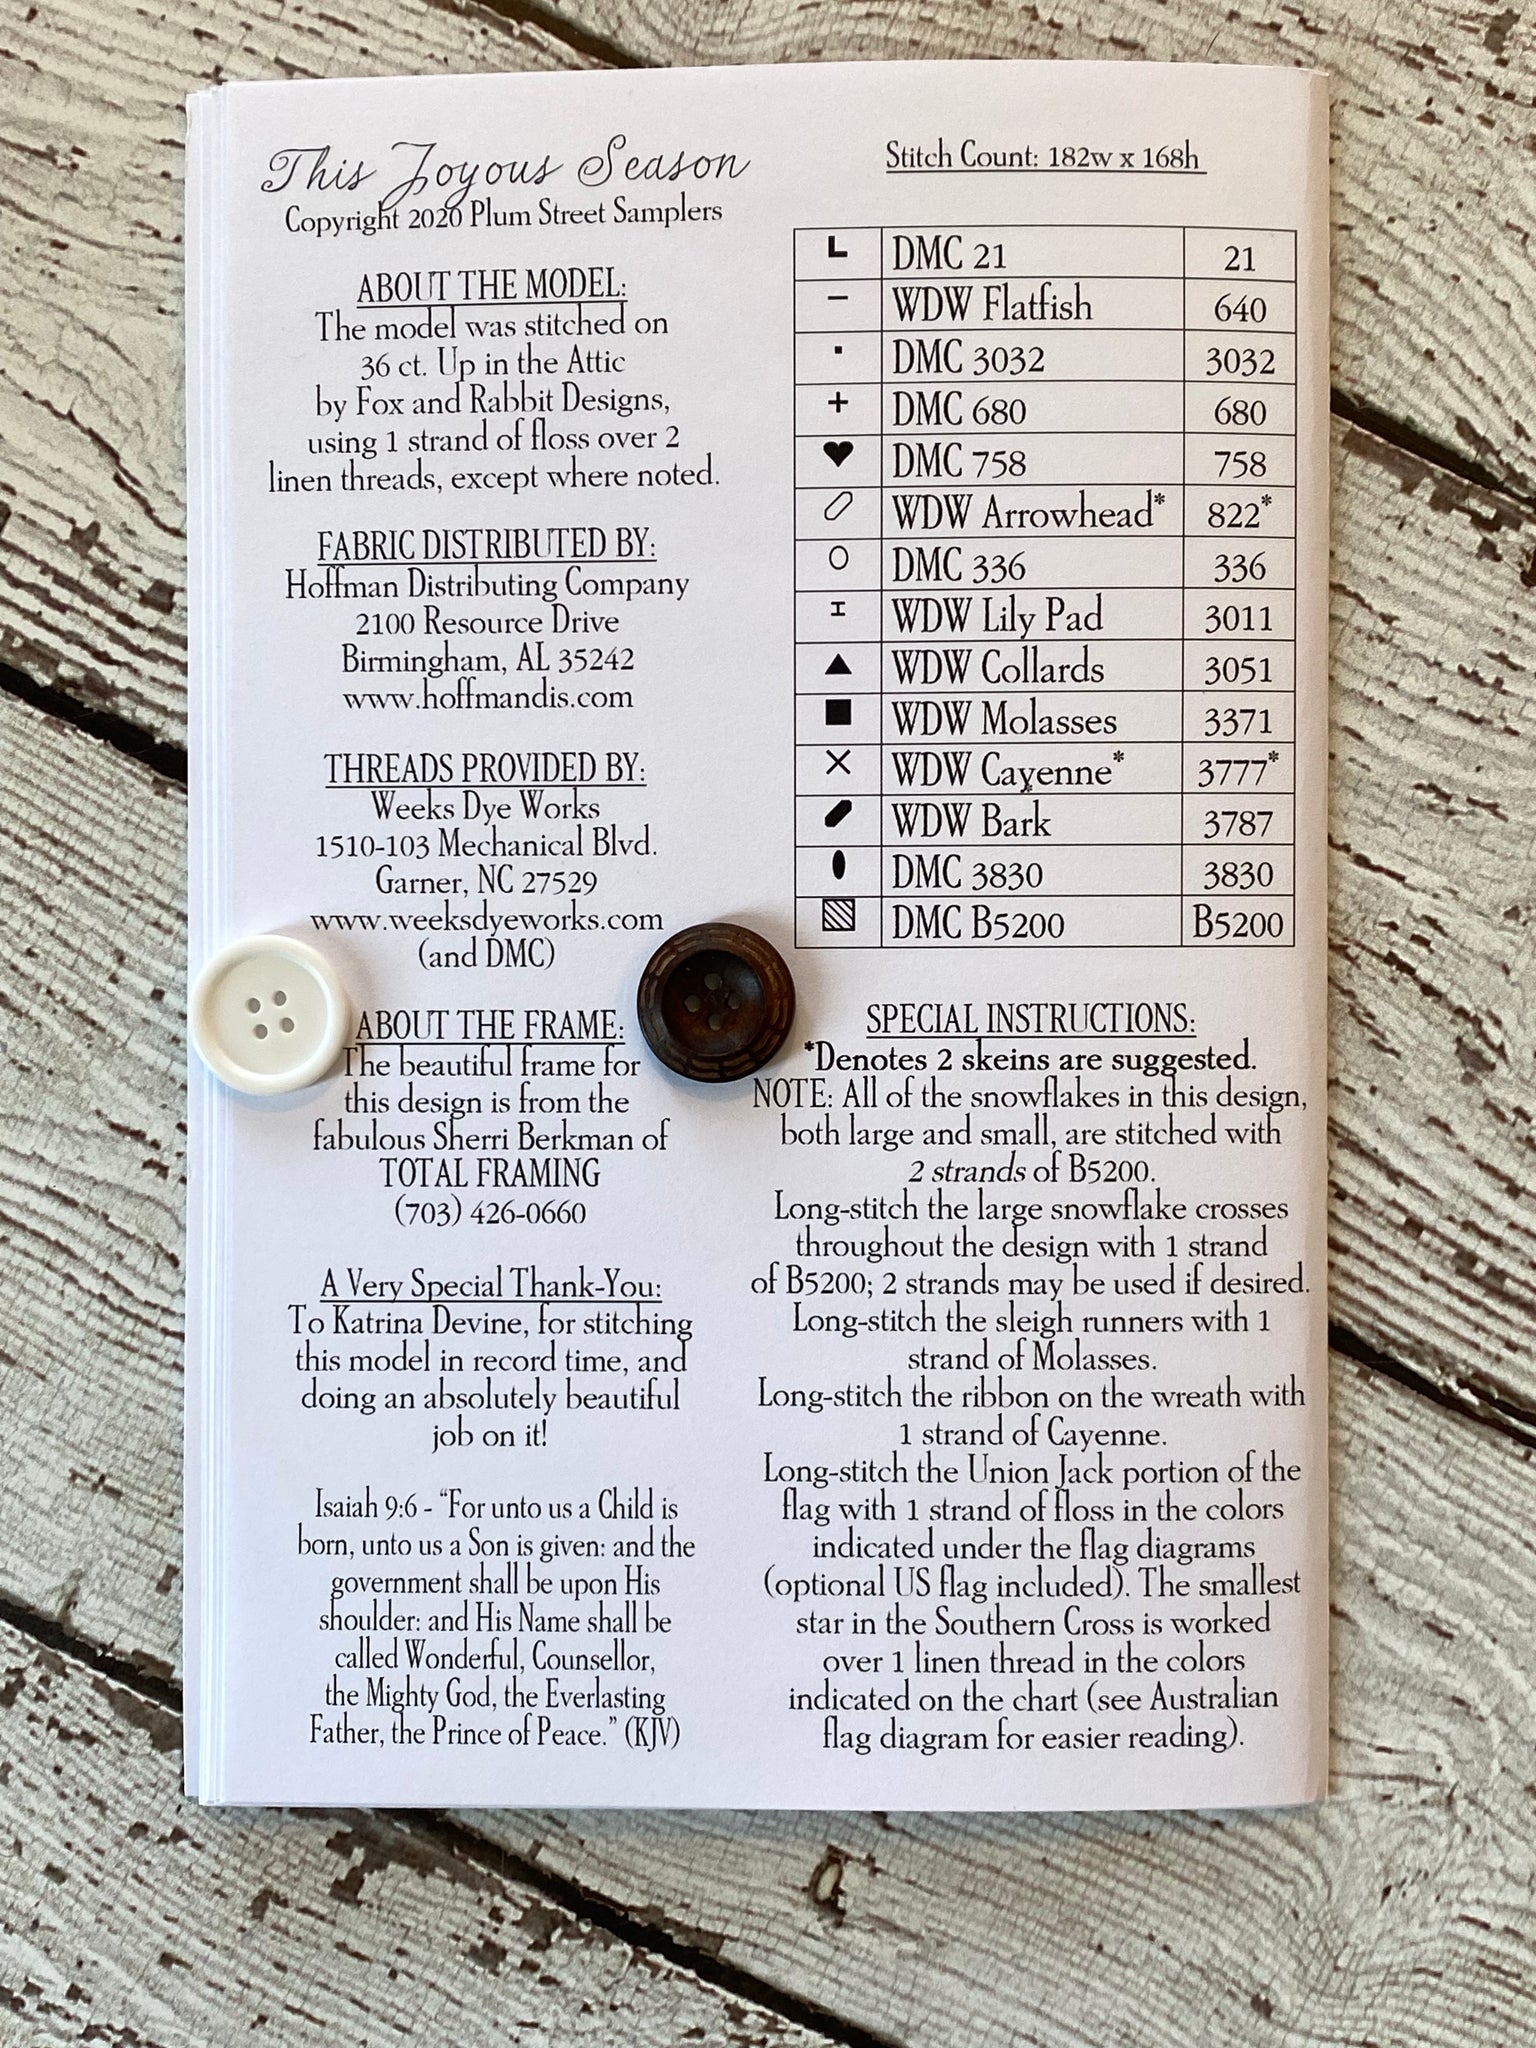 This Joyous Season
Copyright 2020 Plum Street Samplers
ABOUT THE MODEL:
The model was stitched on
36 ct. Up in the Attic
by Fox and Rabbit Designs,
using 1 strand of floss over 2
linen threads, except where noted.
FABRIC DISTRIBUTED BY:
Hoffman Distributing Company
2100 Resource Drive
Birmingham, AL 35242
www.hoffmandis.com
THREADS PROVIDED BY:
Weeks Dye Works
1510-103 Mechanical Blvd.
Garner, NC 27529
www.weeksdyeworks.com
(and DMC)
ABOUT THE FRAME:
The beautiful frame for
this design is from the
fabulous Sherri Berkman of
TOTAL FRAMING
(703) 426-0660
A Very Special Thank-You:
To Katrina Devine, for stitching
this model in record time, and
doing an absolutely beautiful
job on it!
Isaiah 9:6 - “For unto us a Child is
born, unto us a Son is given: and the
government shall be upon His
shoulder: and His Name shall be
called Wonderful, Counsellor,
the Mighty God, the Everlasting
Father, the Prince of Peace.” (KJV)
Stitch Count: 182w x 168h
DMC 21 21
WDW Flatfish 640
DMC 3032 3032
DMC 680 680
DMC 758 758
WDW Arrowhead* 822*
DMC 336 336
WDW Lily Pad 3011
WDW Collards 3051
WDW Molasses 3371
WDW Cayenne* 3777*
WDW Bark 3787
DMC 3830 3830
DMC B5200 B5200
SPECIAL INSTRUCTIONS:
*Denotes 2 skeins are suggested.
NOTE: All of the snowflakes in this design,
both large and small, are stitched with
2 strands of B5200.
Long-stitch the large snowflake crosses
throughout the design with 1 strand
of B5200; 2 strands may be used if desired.
Long-stitch the sleigh runners with 1
strand of Molasses.
Long-stitch the ribbon on the wreath with
1 strand of Cayenne.
Long-stitch the Union Jack portion of the
flag with 1 strand of floss in the colors
indicated under the flag diagrams
(optional US flag included). The smallest
star in the Southern Cross is worked
over 1 linen thread in the colors
indicated on the chart (see Australian
flag diagram for easier reading).